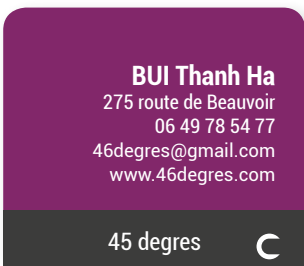 BUI Thanh Ha
275 route de Beauvoir
06 49 78 54 77
46degres@gmail.com
www.46degres.com
45 degres